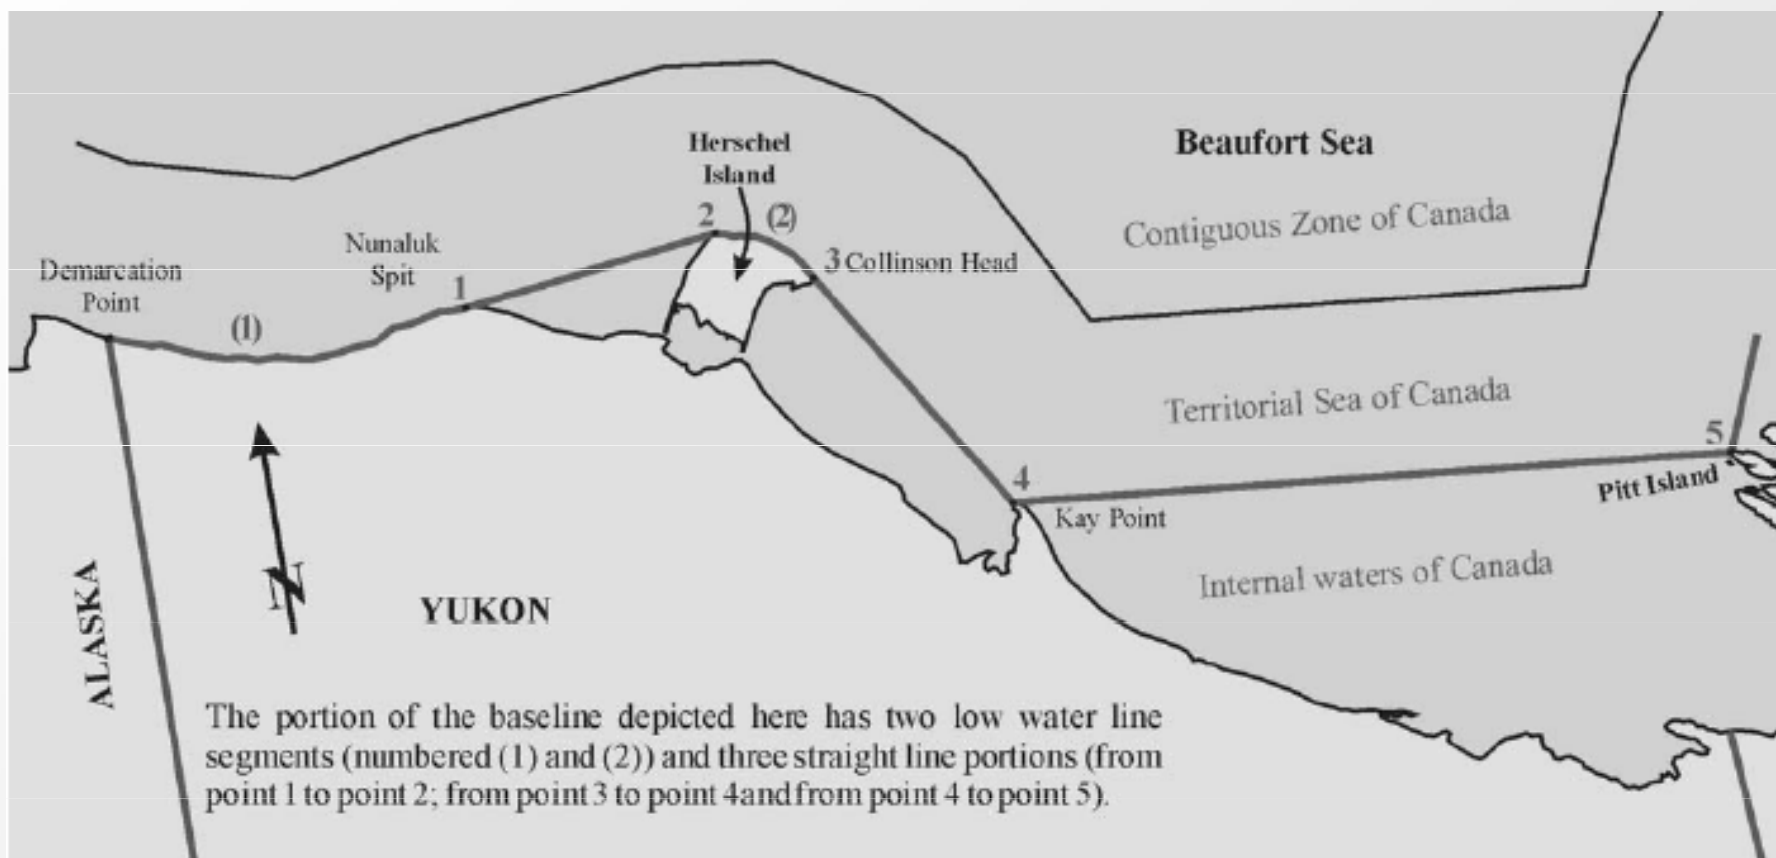 Beaufort Sea
Herschel
Island
Contiguous Zone of Canada
2
(2)
Nunaluk
Spit
3 Collinson Head
Demarcation
Point
1
(1)
Territorial Sea of Canada
5
4
Pitt Island
Kay Point
Internal waters of Canada
N
ALASKA
YUKON
The portion of the baseline depicted here has two low water line
segments (numbered (1) and (2)) and three straight line portions (from
point 1 to point 2; from point 3 to point 4and from point 4 to point 5).